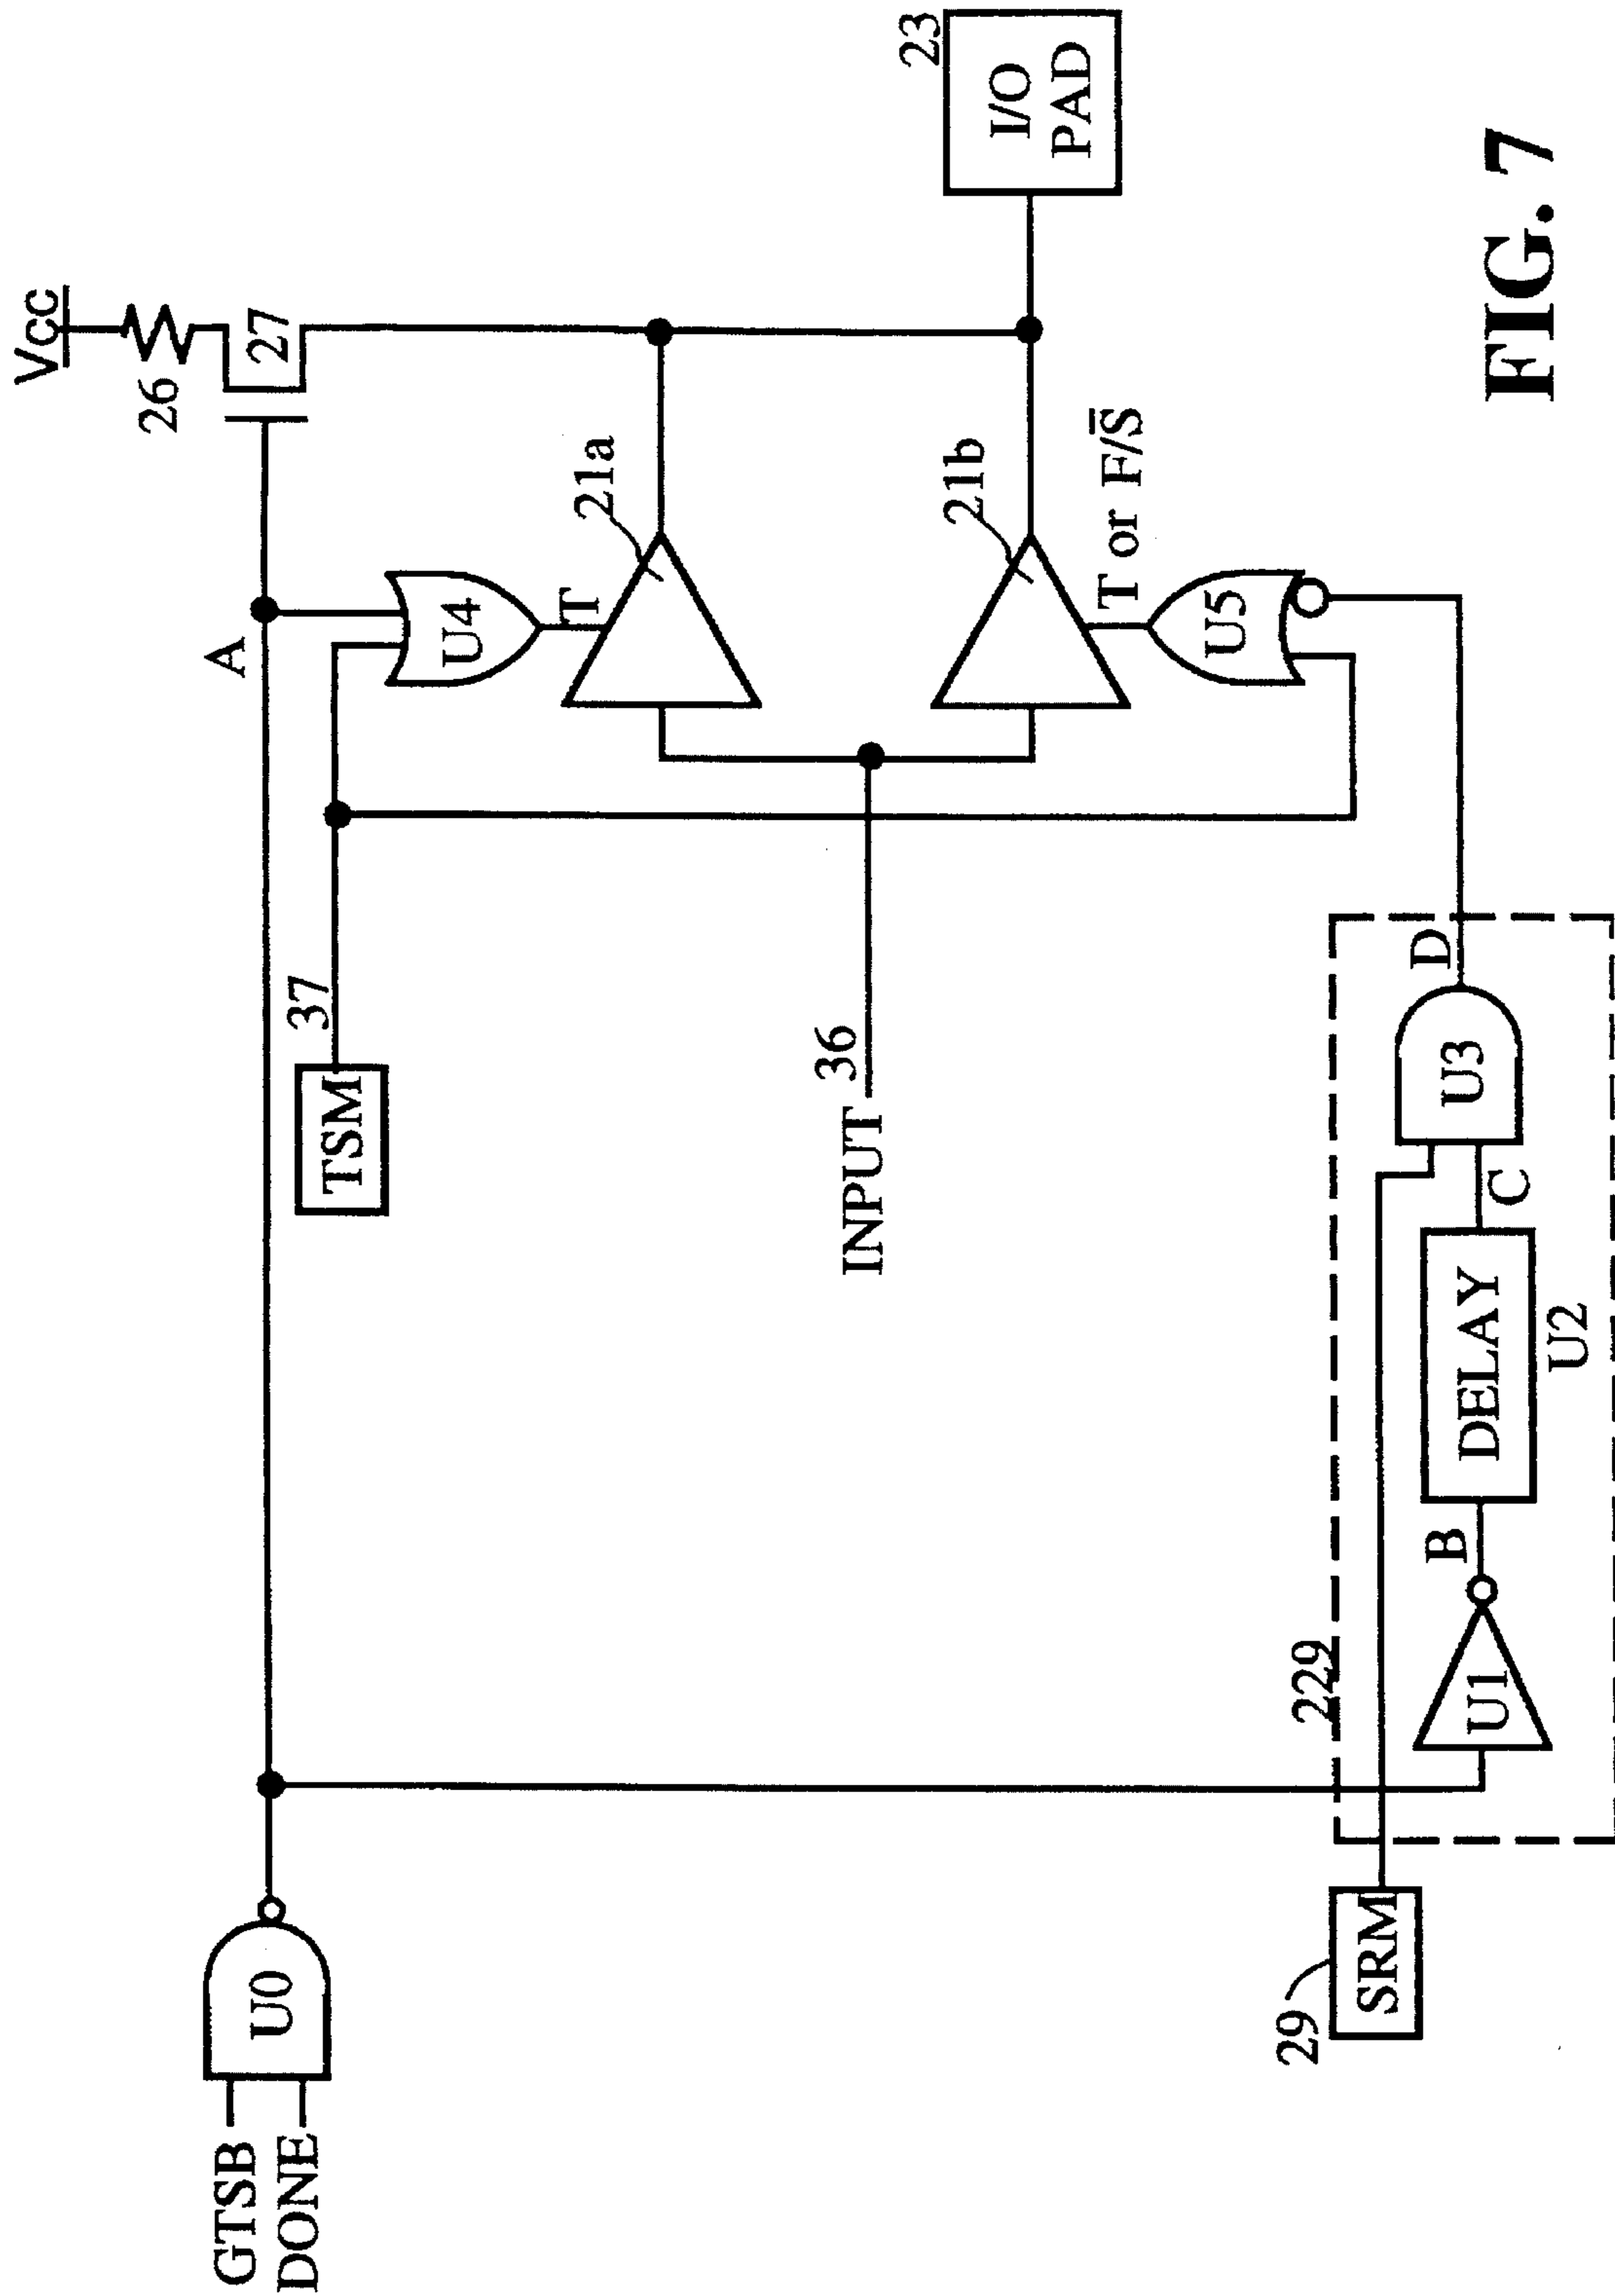 Vcc
26
27
A
GTSB
DONE
U0
37
TSM
U4
T
21a
23
I/O
PAD
INPUT 36
21b
T or F/S̅
U5
229
29
SRM
U1
B
DELAY
U2
C
U3
D
FIG. 7